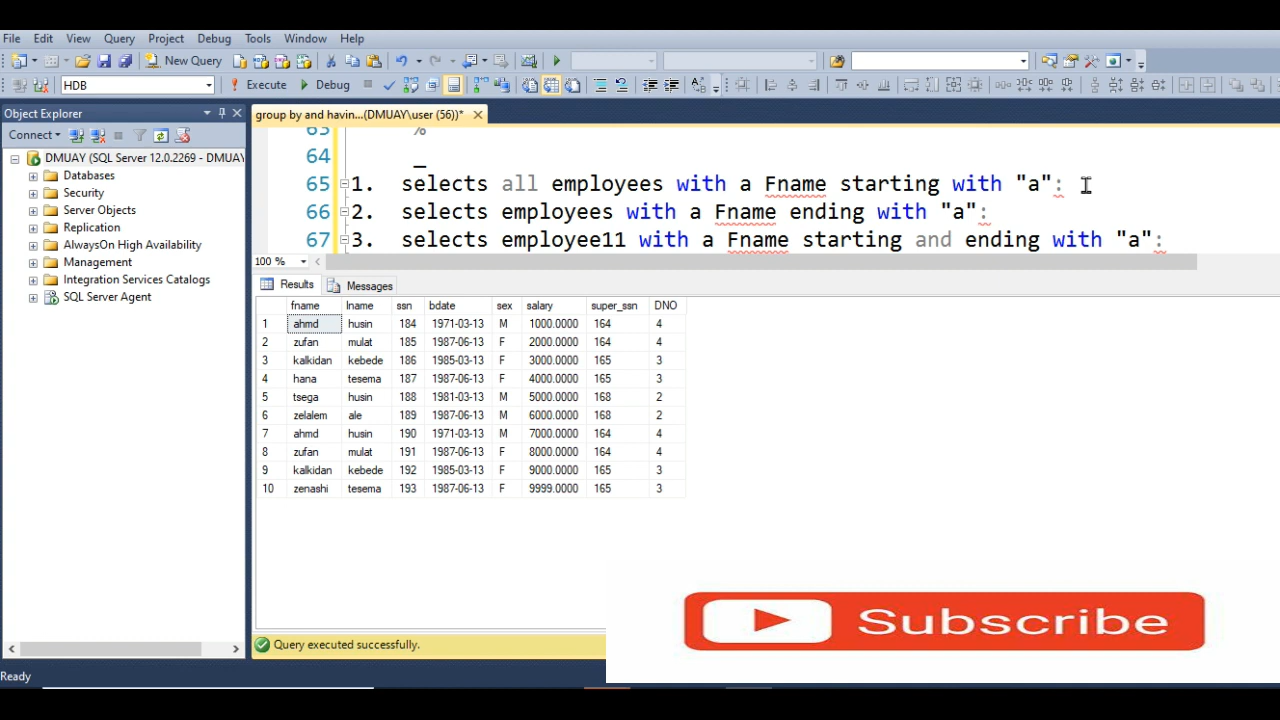 File Edit View Query Project Debug Tools Window Help
New Query
HDB Execute Debug
Object Explorer
group by and havin...(DMUAY\user (56))*
Connect
DMUAY (SQL Server 12.0.2269 - DMUAY
Databases
Security
Server Objects
Replication
AlwaysOn High Availability
Management
Integration Services Catalogs
SQL Server Agent
63 %
64 _
65 1. selects all employees with a Fname starting with "a":
66 2. selects employees with a Fname ending with "a":
67 3. selects employee11 with a Fname starting and ending with "a":
100 %
Results Messages
fname lname ssn bdate sex salary super_ssn DNO
1 ahmd husin 184 1971-03-13 M 1000.0000 164 4
2 zufan mulat 185 1987-06-13 F 2000.0000 164 4
3 kalkidan kebede 186 1985-03-13 F 3000.0000 165 3
4 hana tesema 187 1987-06-13 F 4000.0000 165 3
5 tsega husin 188 1981-03-13 M 5000.0000 168 2
6 zelalem ale 189 1987-06-13 M 6000.0000 168 2
7 ahmd husin 190 1971-03-13 M 7000.0000 164 4
8 zufan mulat 191 1987-06-13 F 8000.0000 164 4
9 kalkidan kebede 192 1985-03-13 F 9000.0000 165 3
10 zenashi tesema 193 1987-06-13 F 9999.0000 165 3
Subscribe
Query executed successfully.
Ready